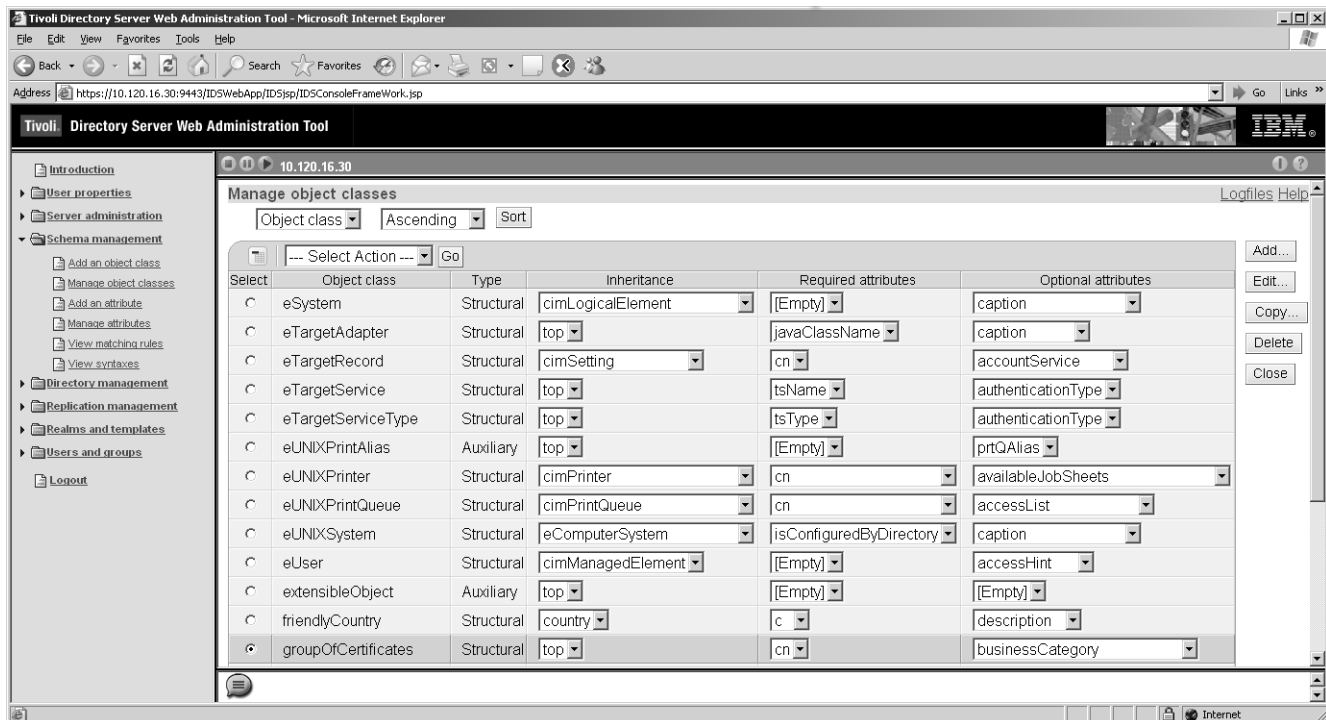 Tivoli Directory Server Web Administration Tool - Microsoft Internet Explorer
File Edit View Favorites Tools Help
Back Search Favorites
Address https://10.120.16.30:9443/IDSWebApp/IDSjsp/IDSConsoleFrameWork.jsp Go Links »
Tivoli. Directory Server Web Administration Tool IBM®
Introduction
User properties
Server administration
Schema management
Add an object class
Manage object classes
Add an attribute
Manage attributes
View matching rules
View syntaxes
Directory management
Replication management
Realms and templates
Users and groups
Logout
10.120.16.30
Manage object classes Logfiles Help
Object class Ascending Sort
--- Select Action --- Go
Select Object class Type Inheritance Required attributes Optional attributes
eSystem Structural cimLogicalElement [Empty] caption
eTargetAdapter Structural top javaClassName caption
eTargetRecord Structural cimSetting cn accountService
eTargetService Structural top tsName authenticationType
eTargetServiceType Structural top tsType authenticationType
eUNIXPrintAlias Auxiliary top [Empty] prtQAlias
eUNIXPrinter Structural cimPrinter cn availableJobSheets
eUNIXPrintQueue Structural cimPrintQueue cn accessList
eUNIXSystem Structural eComputerSystem isConfiguredByDirectory caption
eUser Structural cimManagedElement [Empty] accessHint
extensibleObject Auxiliary top [Empty] [Empty]
friendlyCountry Structural country c description
groupOfCertificates Structural top cn businessCategory
Add...
Edit...
Copy...
Delete
Close
Internet